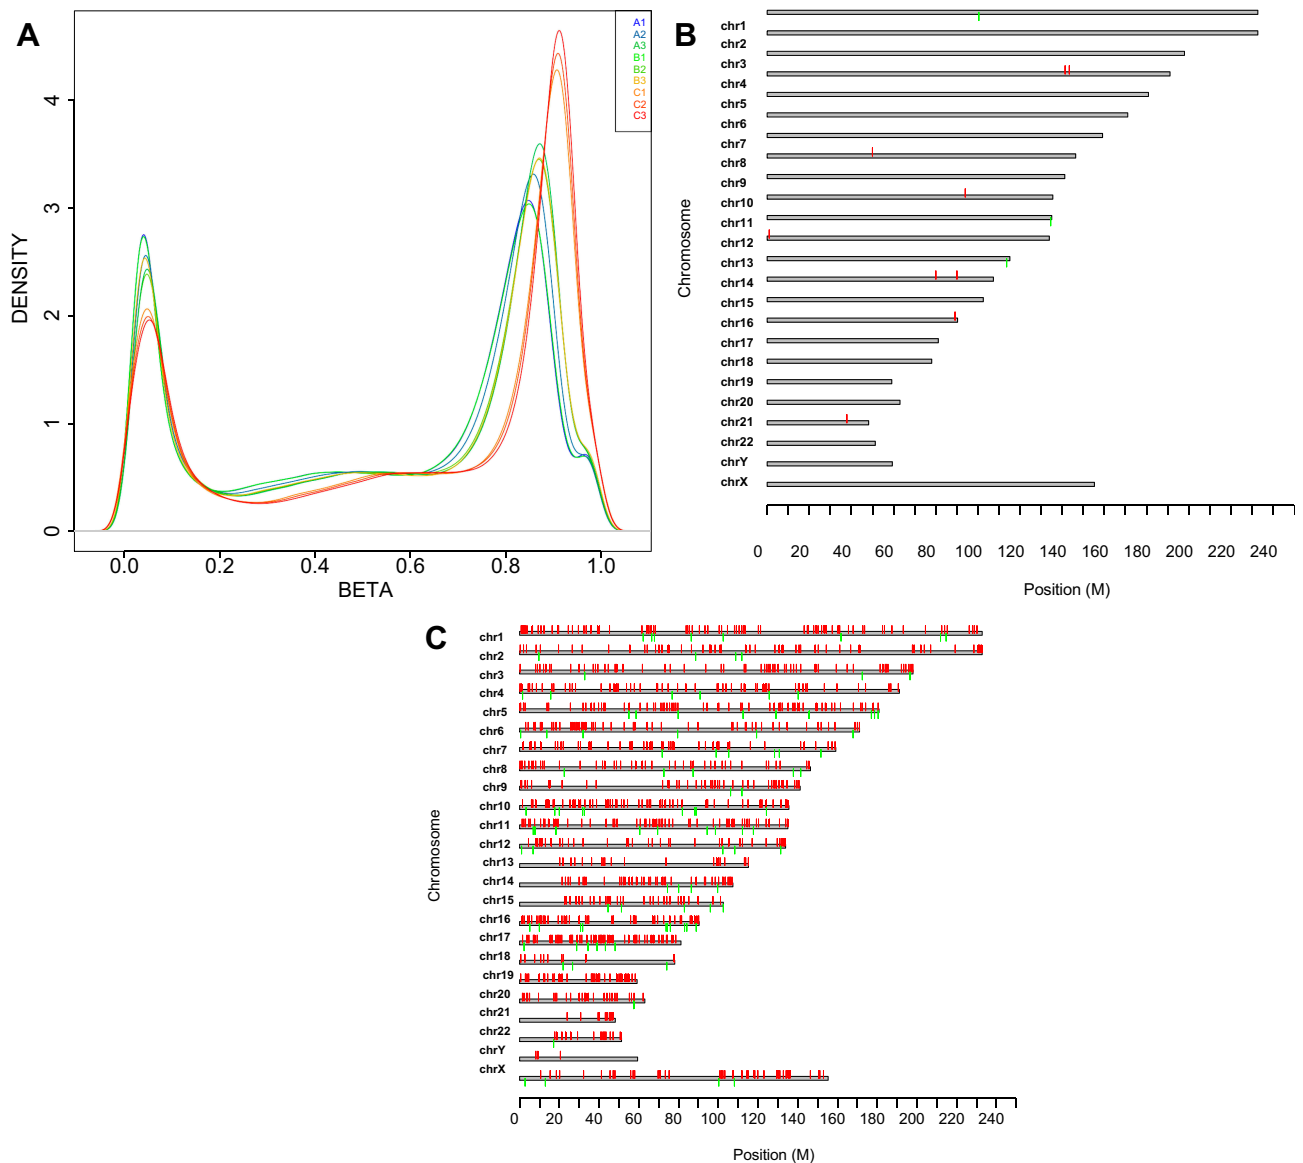 A
A1
A2
A3
B1
B2
B3
C1
C2
C3
DENSITY
4
3
2
1
0
0.0 0.2 0.4 0.6 0.8 1.0
BETA
B
Chromosome
chr1
chr2
chr3
chr4
chr5
chr6
chr7
chr8
chr9
chr10
chr11
chr12
chr13
chr14
chr15
chr16
chr17
chr18
chr19
chr20
chr21
chr22
chrY
chrX
0 20 40 60 80 100 120 140 160 180 200 220 240
Position (M)
C
Chromosome
chr1
chr2
chr3
chr4
chr5
chr6
chr7
chr8
chr9
chr10
chr11
chr12
chr13
chr14
chr15
chr16
chr17
chr18
chr19
chr20
chr21
chr22
chrY
chrX
0 20 40 60 80 100 120 140 160 180 200 220 240
Position (M)